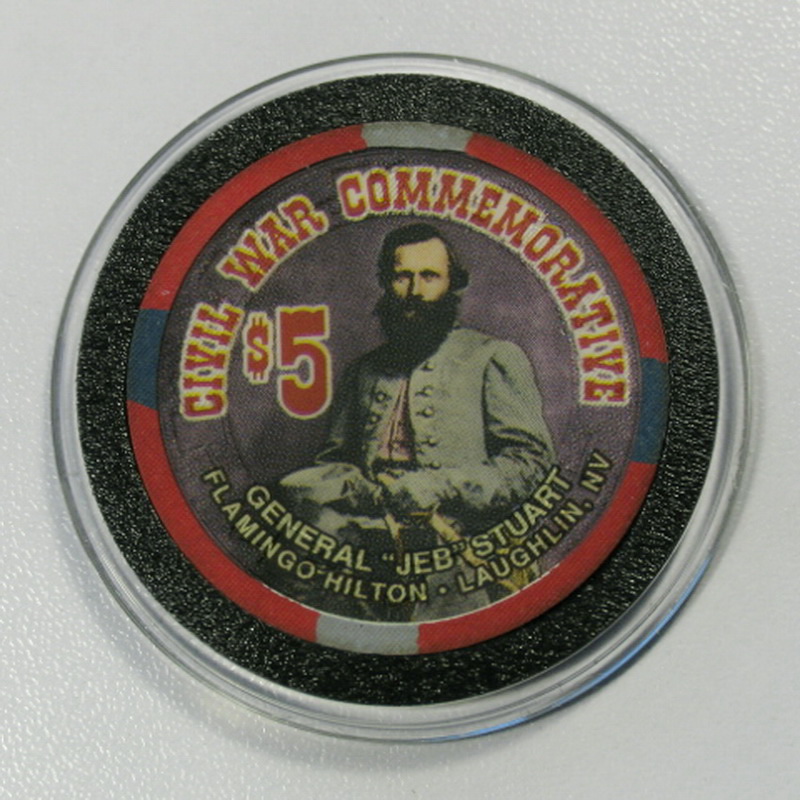 CIVIL WAR COMMEMORATIVE
$5
GENERAL "JEB" STUART
FLAMINGO-HILTON · LAUGHLIN, NV